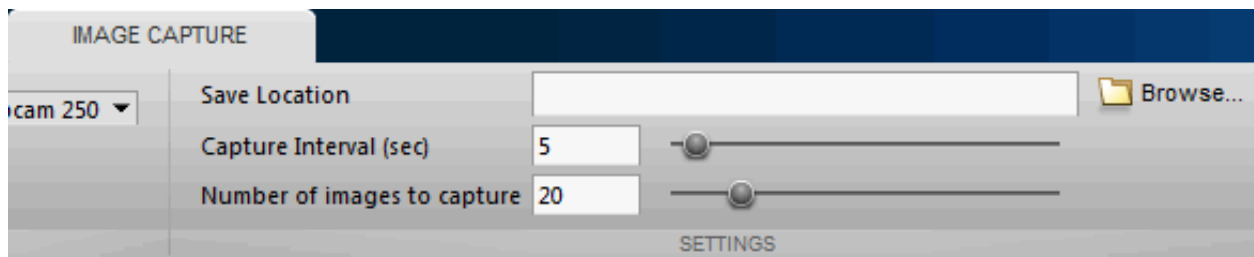 IMAGE CAPTURE
cam 250
Save Location
Browse...
Capture Interval (sec) 5
Number of images to capture 20
SETTINGS